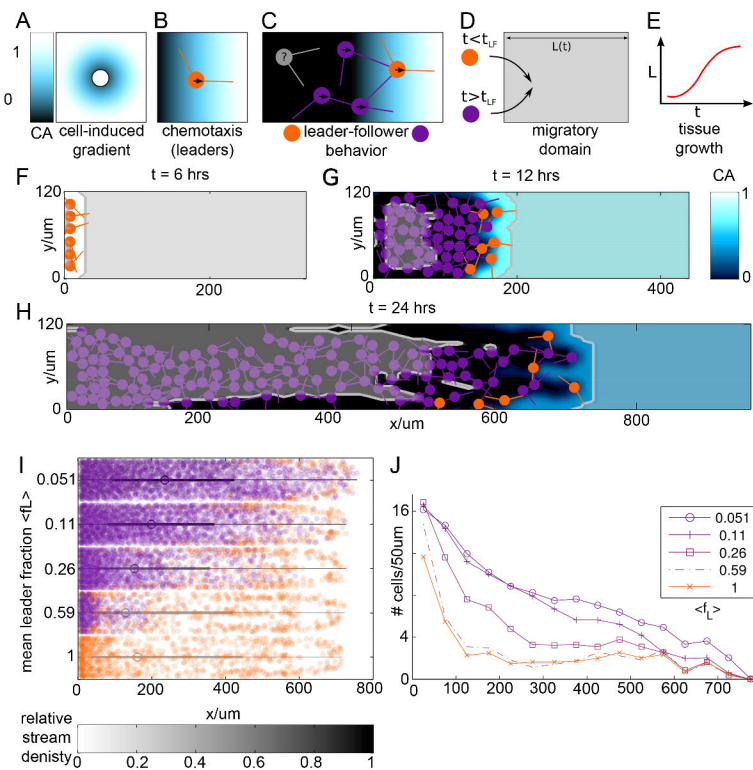 A
B
C
D
E
1
0
CA
cell-induced
gradient
chemotaxis
(leaders)
?
leader-follower
behavior
t<tLF
t>tLF
L(t)
migratory
domain
L
t
tissue
growth
F
t = 6 hrs
120
y/um
0
0
200
G
t = 12 hrs
120
y/um
0
0
200
400
CA
1
0
H
t = 24 hrs
120
y/um
0
0
200
400
600
800
x/um
I
mean leader fraction <fL>
0.051
0.11
0.26
0.59
1
0
200
400
600
800
x/um
relative
stream
denisty
0
0.2
0.4
0.6
0.8
1
J
# cells/50um
16
4
0
0
100
200
300
400
500
600
700
0.051
0.11
0.26
0.59
1
<fL>